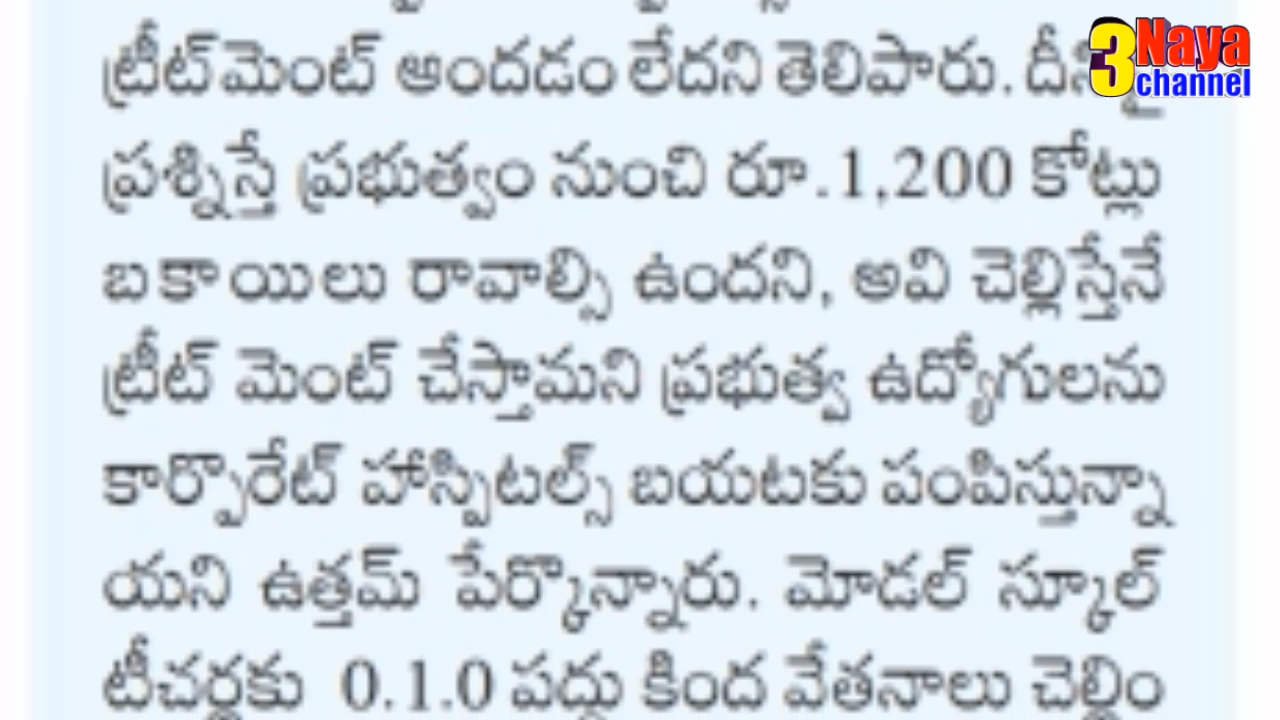 ట్రీట్‌మెంట్ అందడం లేదని తెలిపారు.
3 Naya channel
ప్రశ్నిస్తే ప్రభుత్వం నుంచి రూ.1,200 కోట్లు
బకాయిలు రావాల్సి ఉందని, అవి చెల్లిస్తేనే
ట్రీట్ మెంట్ చేస్తామని ప్రభుత్వ ఉద్యోగులను
కార్పొరేట్ హాస్పిటల్స్ బయటకు పంపిస్తున్నా
యని ఉత్తమ్ పేర్కొన్నారు. మోడల్ స్కూల్
టీచర్లకు 0.1.0 పద్దు కింద వేతనాలు చెల్లిం